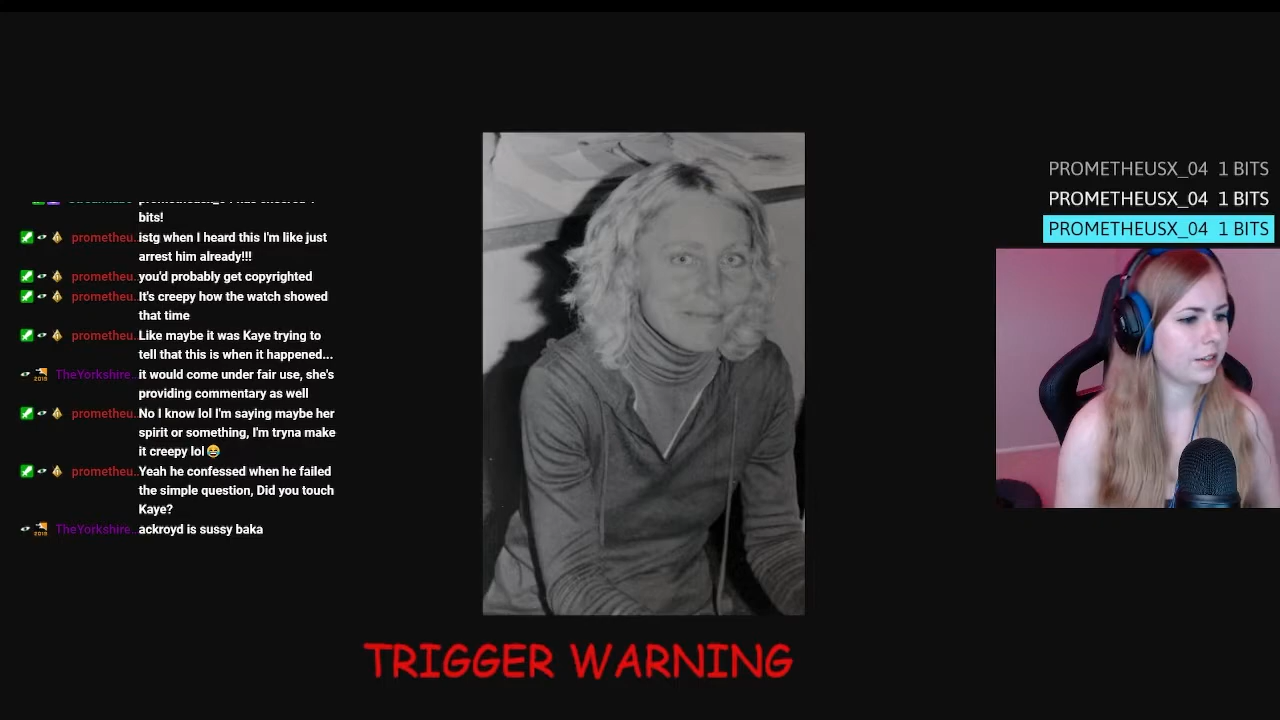 bits!
prometheu.. istg when I heard this I'm like just
arrest him already!!!
prometheu.. you'd probably get copyrighted
prometheu.. It's creepy how the watch showed
that time
prometheu.. Like maybe it was Kaye trying to
tell that this is when it happened...
TheYorkshire.. it would come under fair use, she's
providing commentary as well
prometheu.. No I know lol I'm saying maybe her
spirit or something, I'm tryna make
it creepy lol😂
prometheu.. Yeah he confessed when he failed
the simple question, Did you touch
Kaye?
TheYorkshire.. ackroyd is sussy baka
PROMETHEUSX_04 1 BITS
PROMETHEUSX_04 1 BITS
PROMETHEUSX_04 1 BITS
TRIGGER WARNING